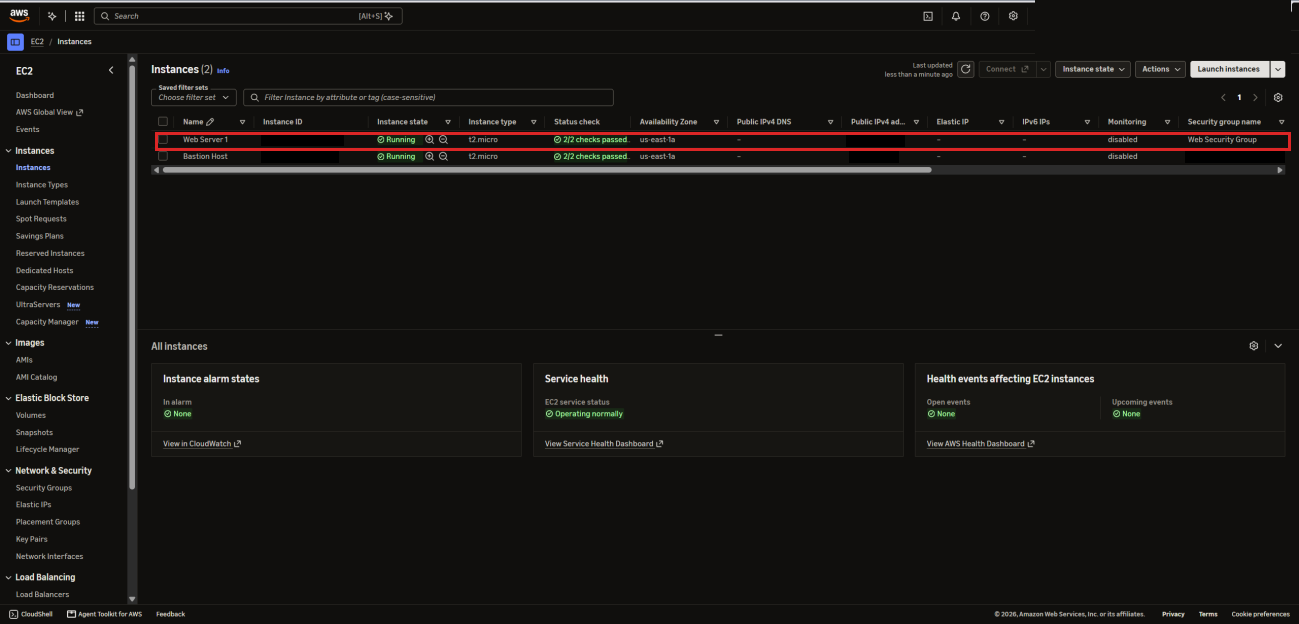 aws
Search [Alt+S]
EC2 / Instances
EC2
Dashboard
AWS Global View
Events
Instances
Instances
Instance Types
Launch Templates
Spot Requests
Savings Plans
Reserved Instances
Dedicated Hosts
Capacity Reservations
UltraServers New
Capacity Manager New
Images
AMIs
AMI Catalog
Elastic Block Store
Volumes
Snapshots
Lifecycle Manager
Network & Security
Security Groups
Elastic IPs
Placement Groups
Key Pairs
Network Interfaces
Load Balancing
Load Balancers
Instances (2) Info
Last updated
less than a minute ago
Connect
Instance state
Actions
Launch instances
Saved filter sets
Choose filter set
Filter Instance by attribute or tag (case-sensitive)
1
Name Instance ID Instance state Instance type Status check Availability Zone Public IPv4 DNS Public IPv4 ad... Elastic IP IPv6 IPs Monitoring Security group name
Web Server 1 Running t2.micro 2/2 checks passed.. us-east-1a – – – disabled Web Security Group
Bastion Host Running t2.micro 2/2 checks passed.. us-east-1a – – – disabled
All instances
Instance alarm states
In alarm
None
View in CloudWatch
Service health
EC2 service status
Operating normally
View Service Health Dashboard
Health events affecting EC2 instances
Open events
None
Upcoming events
None
View AWS Health Dashboard
CloudShell Agent Toolkit for AWS Feedback © 2026, Amazon Web Services, Inc. or its affiliates. Privacy Terms Cookie preferences